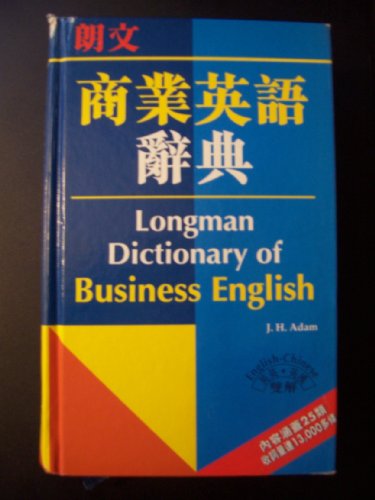 朗文
商業英語
辭典
Longman
Dictionary of
Business English
J. H. Adam
English-Chinese
英英·英漢
雙解
內容涵蓋25類
收詞量達13,000多條